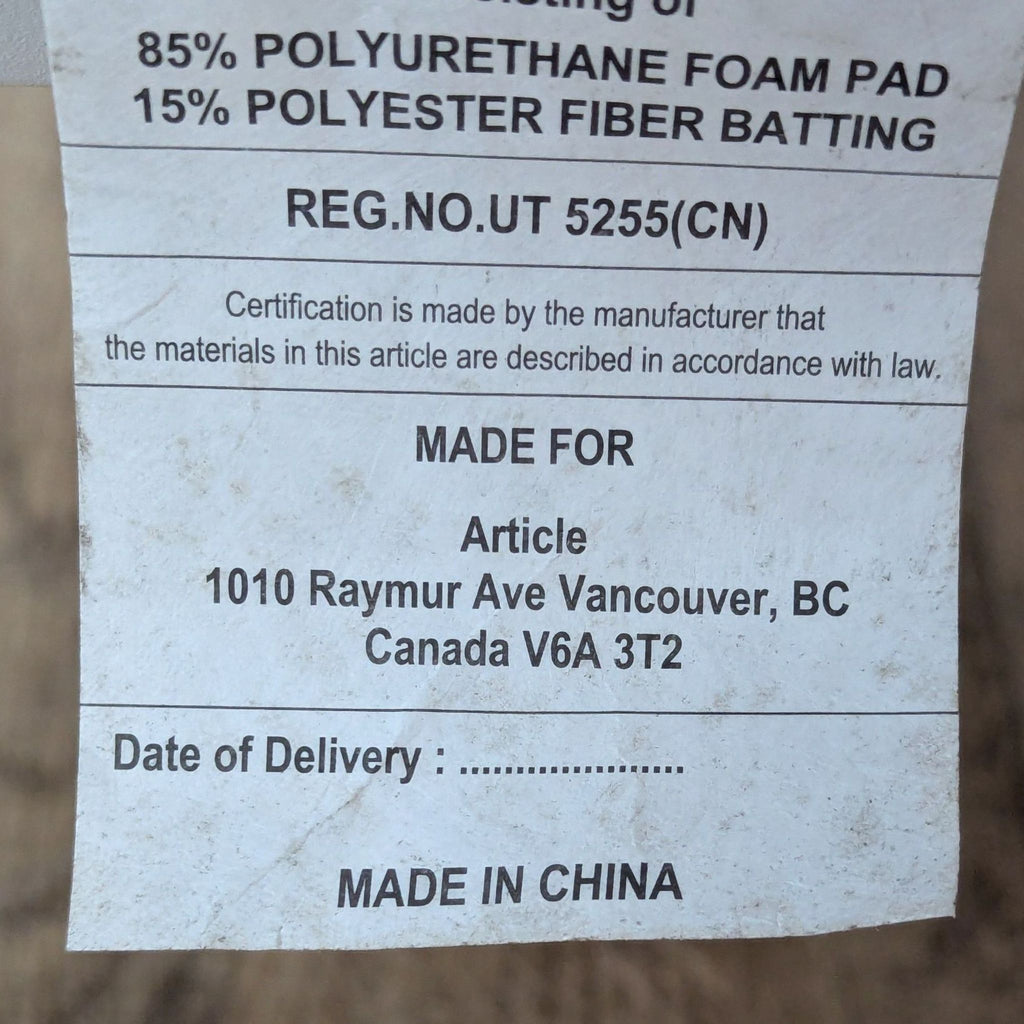 of
85% POLYURETHANE FOAM PAD
15% POLYESTER FIBER BATTING
REG.NO.UT 5255(CN)
Certification is made by the manufacturer that
the materials in this article are described in accordance with law.
MADE FOR
Article
1010 Raymur Ave Vancouver, BC
Canada V6A 3T2
Date of Delivery : ....................
MADE IN CHINA